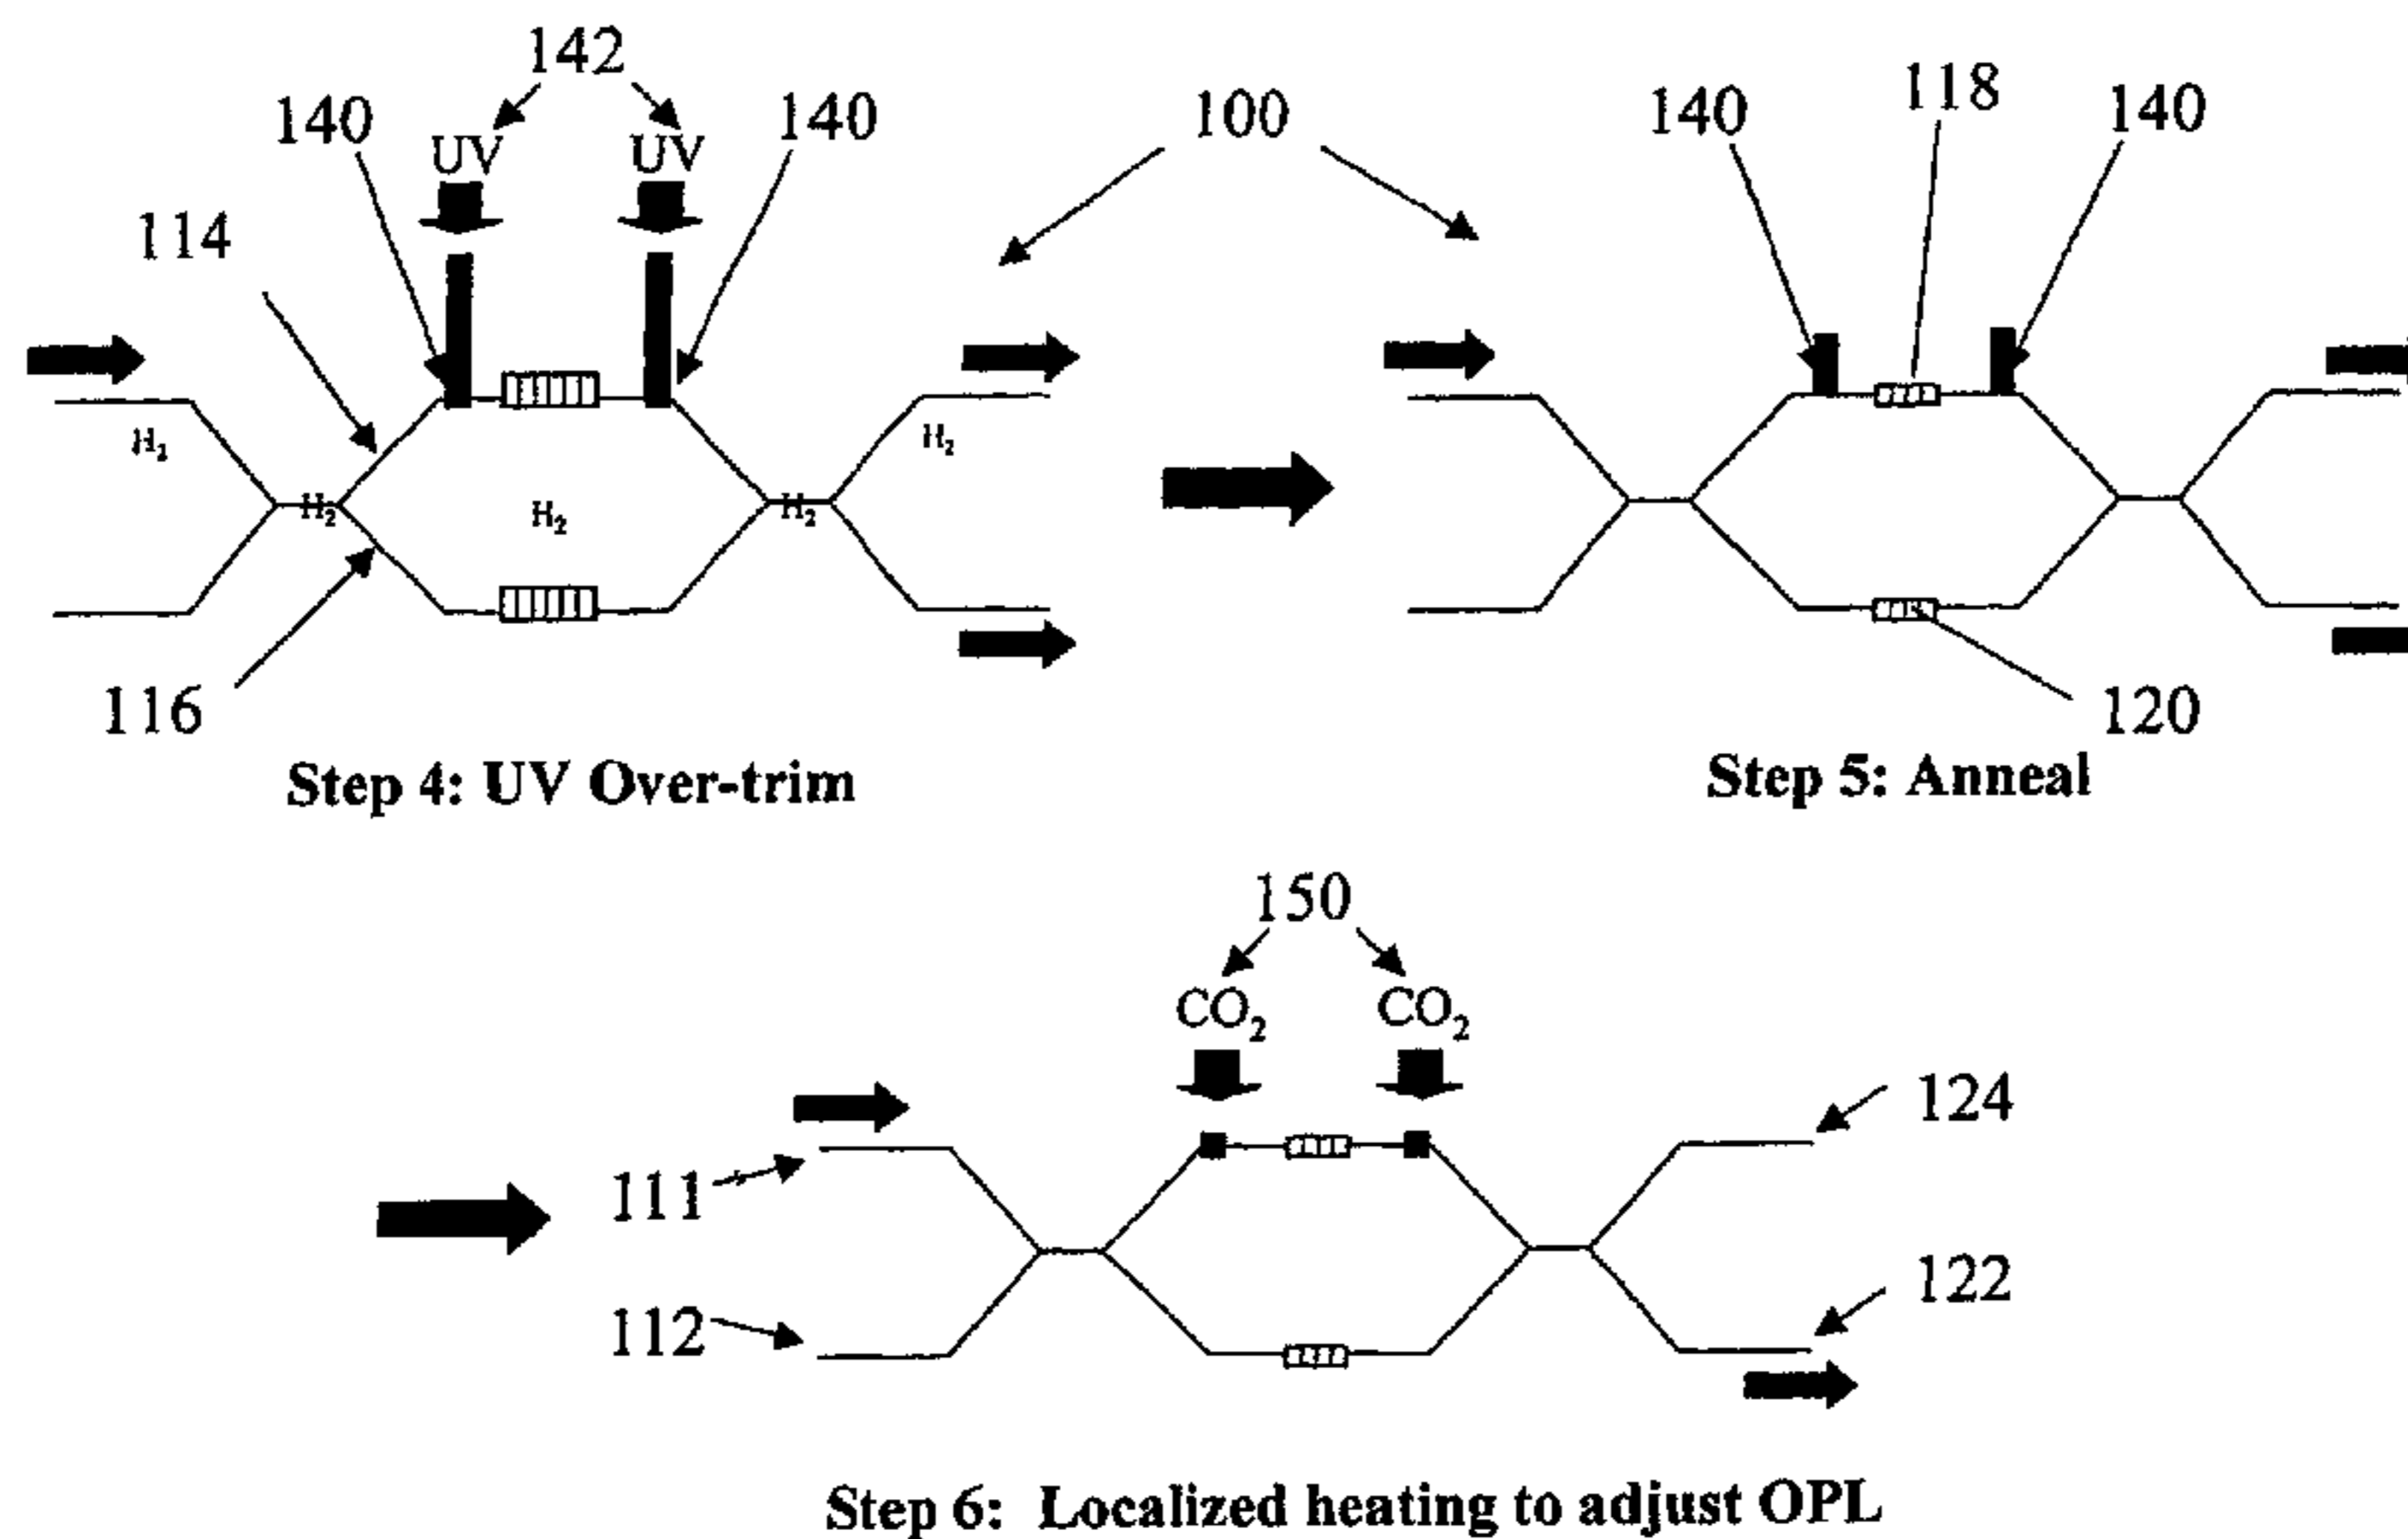 142
140
UV
UV
140
100
114
H₂
H₂
H₂
H₂
H₂
116
Step 4: UV Over-trim
140
118
140
120
Step 5: Anneal
150
CO₂
CO₂
111
112
124
122
Step 6: Localized heating to adjust OPL